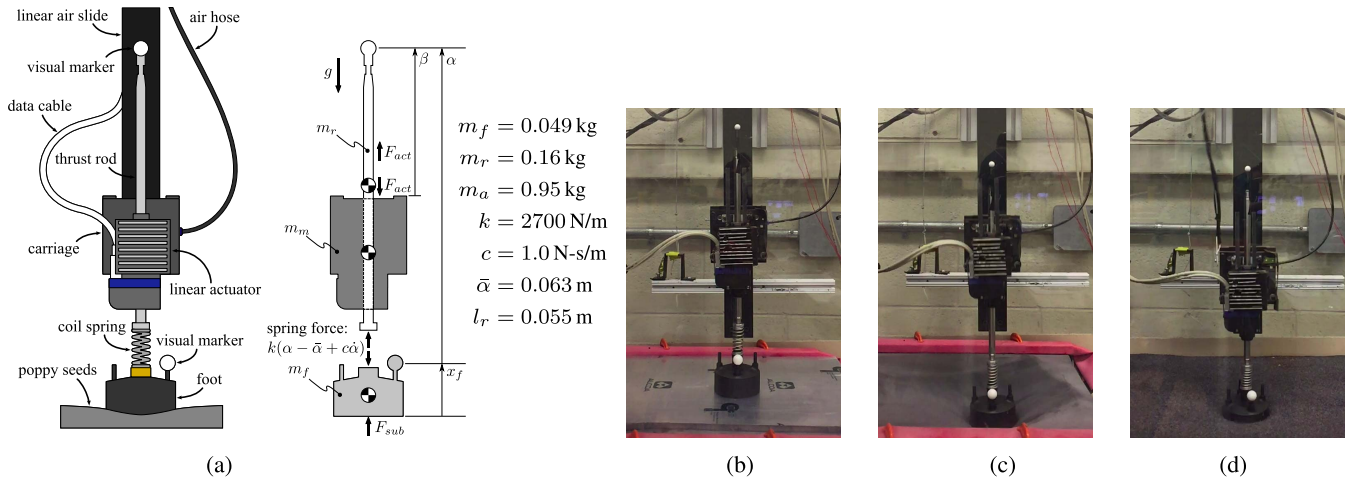 linear air slide
air hose
visual marker
data cable
thrust rod
carriage
linear actuator
coil spring
visual marker
poppy seeds
foot
β
α
g
m_r
F_act
F_act
m_m
spring force:
k(α − ᾱ + cα̇)
m_f
x_f
F_sub
m_f = 0.049 kg
m_r = 0.16 kg
m_a = 0.95 kg
k = 2700 N/m
c = 1.0 N-s/m
ᾱ = 0.063 m
l_r = 0.055 m
(a)
(b)
(c)
(d)